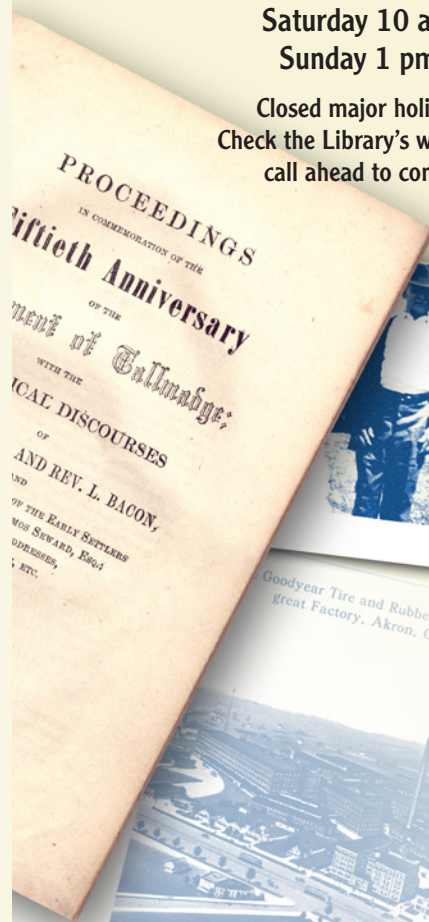 Saturday 10 a
Sunday 1 pm
Closed major holi
Check the Library's w
call ahead to con
PROCEEDINGS
IN COMMEMORATION OF THE
Fiftieth Anniversary
OF THE
ment of Tallmadge;
WITH THE
ICAL DISCOURSES
OF
AND REV. L. BACON,
AND
OF THE EARLY SETTLERS
MOS SEWARD, ESQ.;
DDRESSES,
, ETC.
Goodyear Tire and Rubbe
great Factory, Akron, O